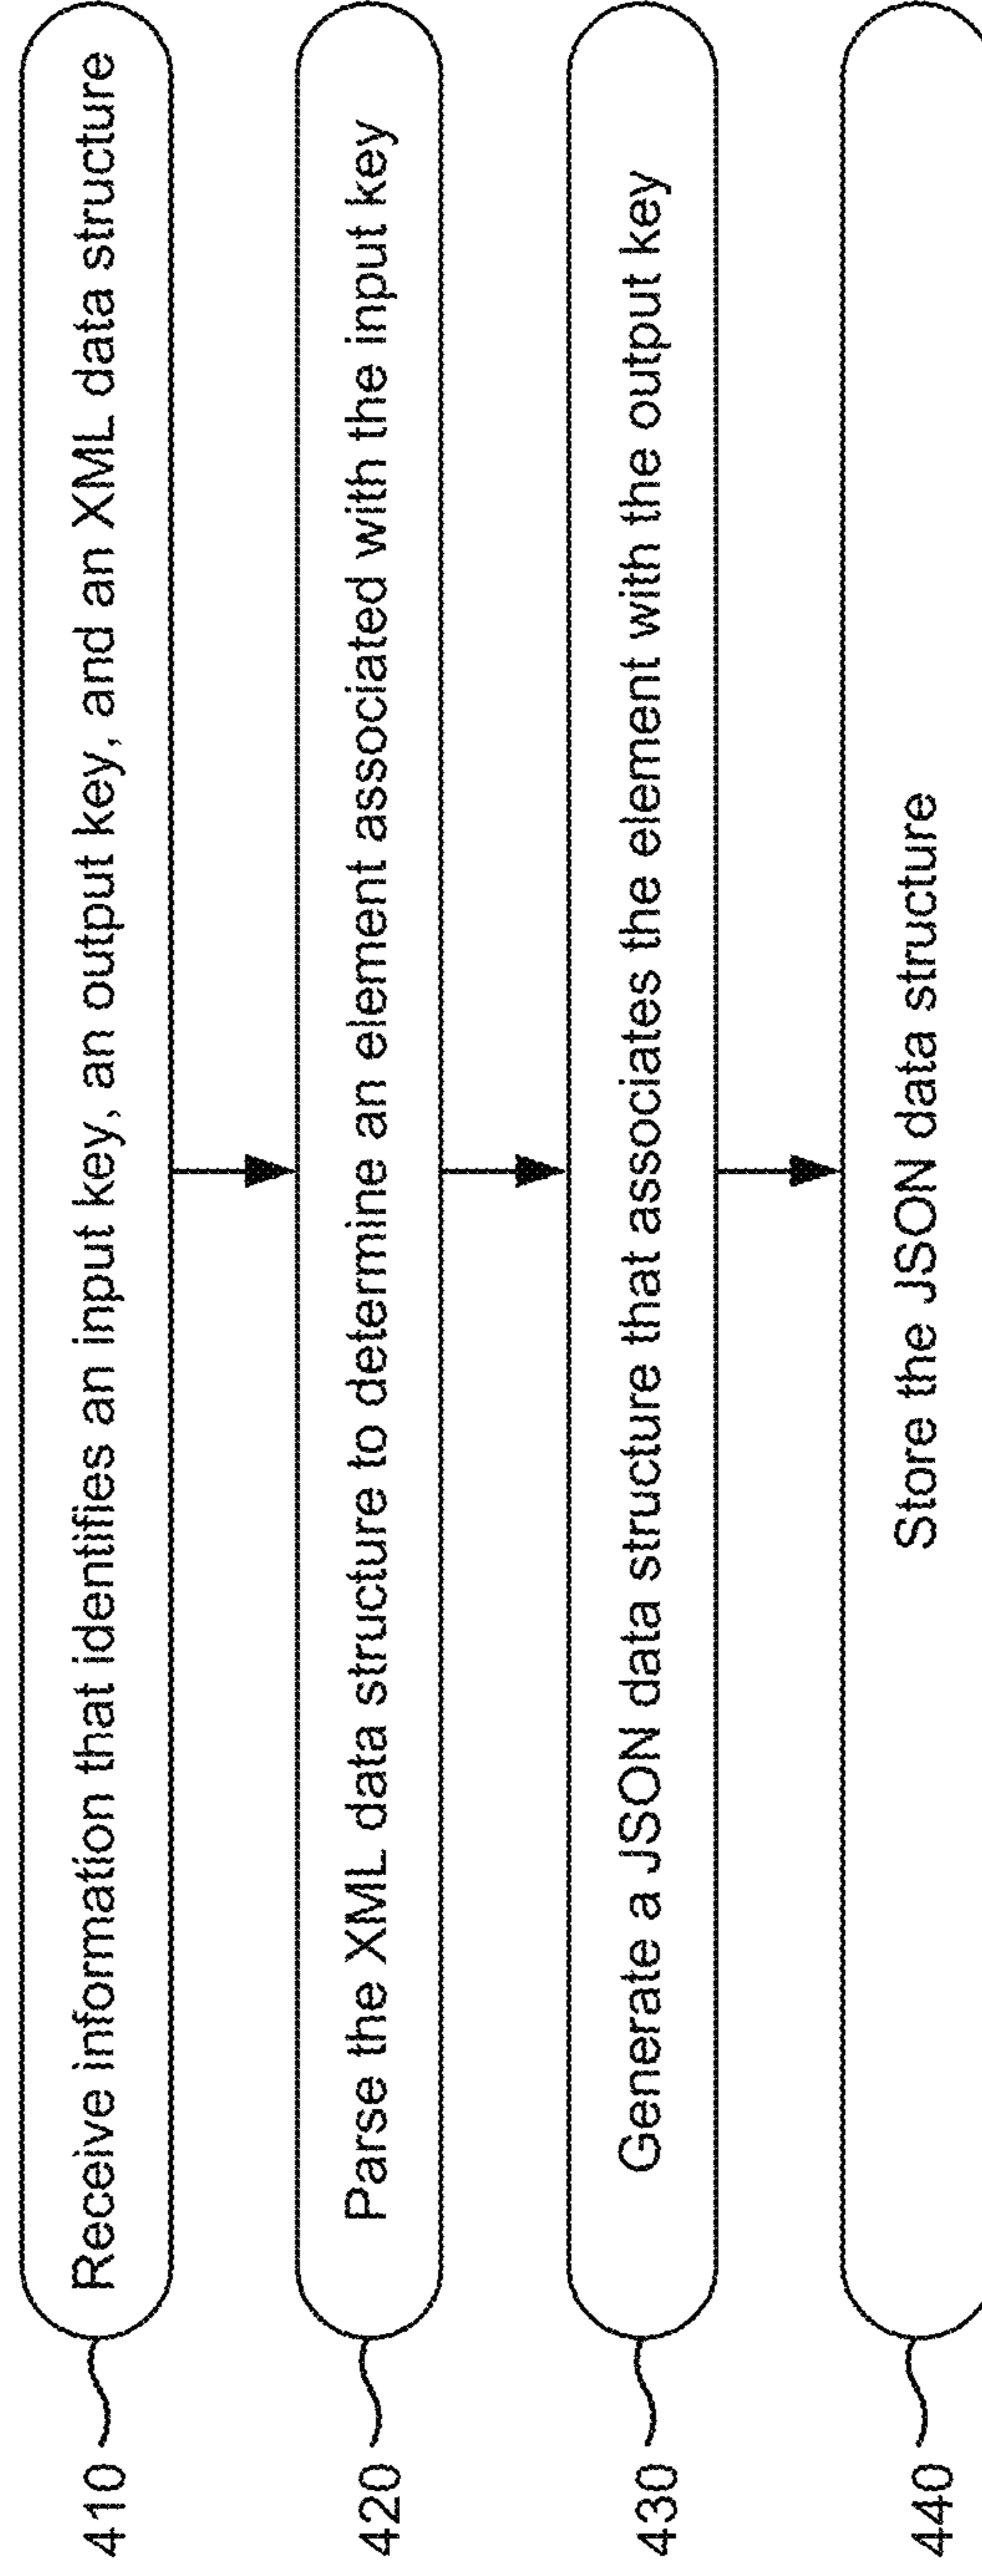 410 Receive information that identifies an input key, an output key, and an XML data structure
420 Parse the XML data structure to determine an element associated with the input key
430 Generate a JSON data structure that associates the element with the output key
440 Store the JSON data structure